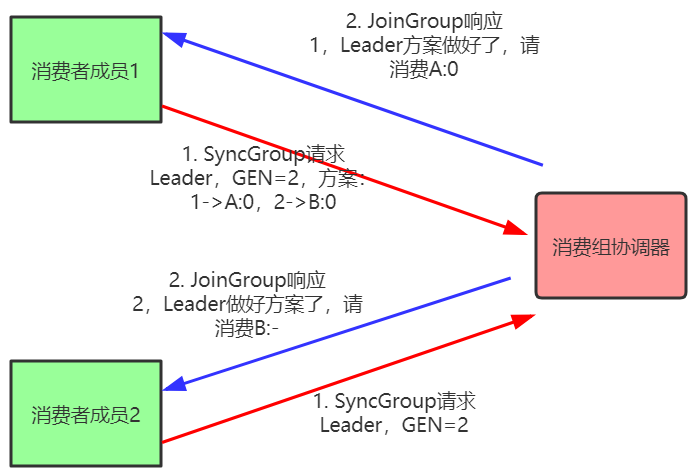 消费者成员1
2. JoinGroup响应
1，Leader方案做好了，请
消费A:0
1. SyncGroup请求
Leader，GEN=2，方案：
1->A:0，2->B:0
消费组协调器
2. JoinGroup响应
2，Leader做好方案了，请
消费B:-
消费者成员2
1. SyncGroup请求
Leader，GEN=2